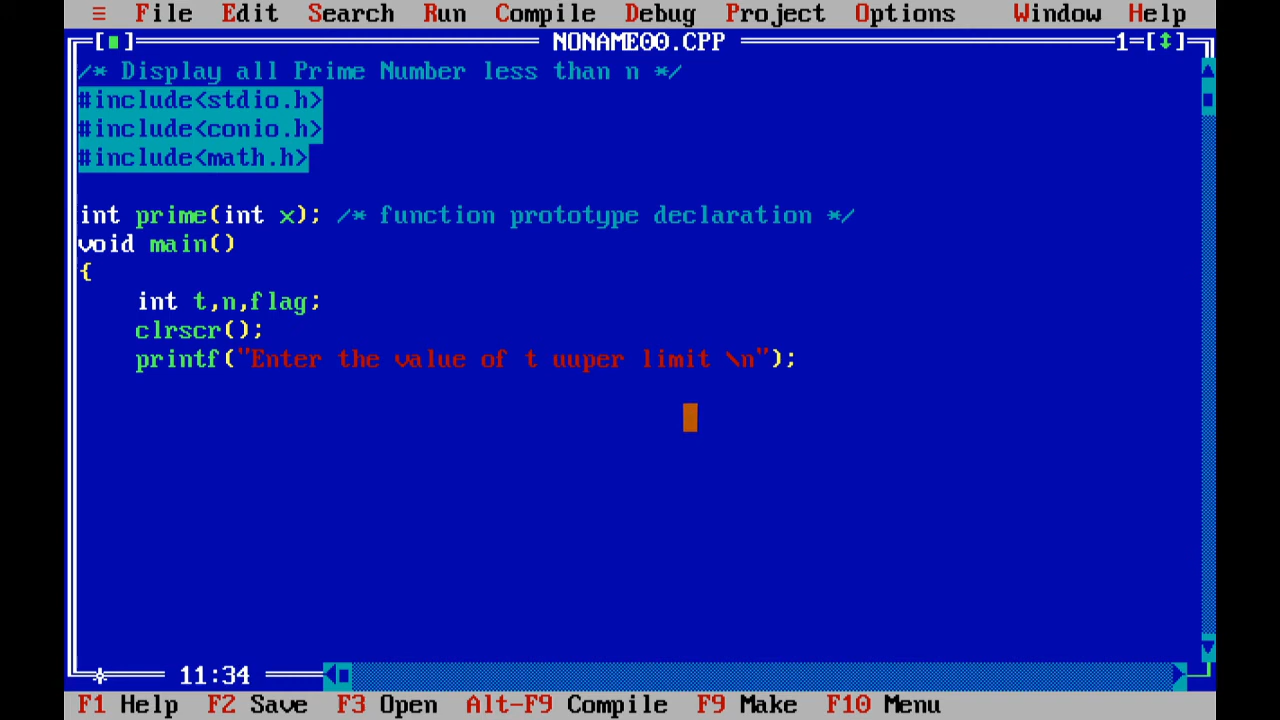 ≡ File Edit Search Run Compile Debug Project Options Window Help
[■] NONAME00.CPP 1=[↕]
/* Display all Prime Number less than n */
#include<stdio.h>
#include<conio.h>
#include<math.h>
int prime(int x); /* function prototype declaration */
void main()
{
int t,n,flag;
clrscr();
printf("Enter the value of t uuper limit \n");
11:34
F1 Help F2 Save F3 Open Alt-F9 Compile F9 Make F10 Menu